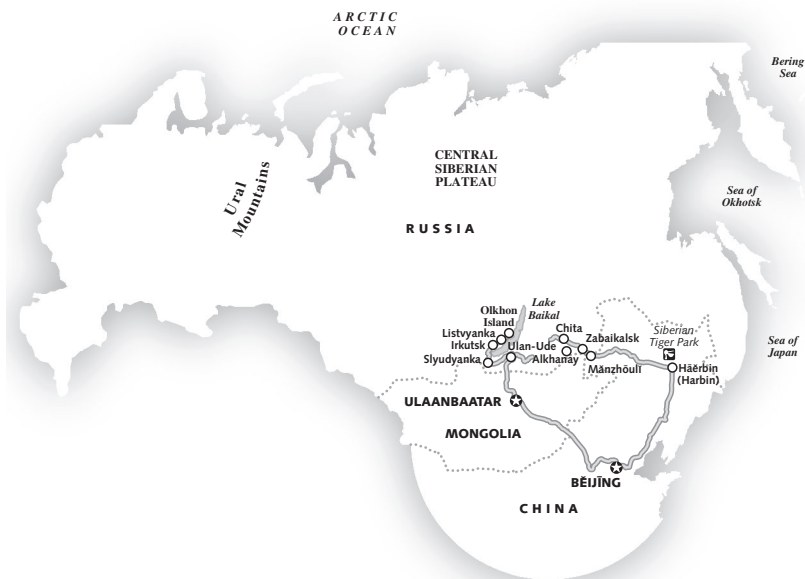 ARCTIC
OCEAN
Bering
Sea
CENTRAL
SIBERIAN
PLATEAU
Ural
Mountains
Sea of
Okhotsk
RUSSIA
Lake
Baikal
Olkhon
Island
Listvyanka
Irkutsk
Slyudyanka
Ulan-Ude
Chita
Alkhanay
Zabaikalsk
Mǎnzhōulǐ
Siberian
Tiger Park
Hāěrbīn
(Harbin)
Sea of
Japan
ULAANBAATAR
MONGOLIA
BĚIJĪNG
CHINA